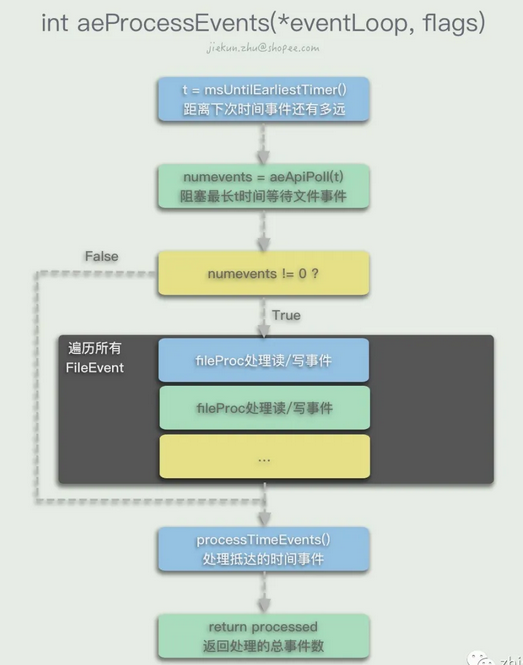 int aeProcessEvents(*eventLoop, flags)
jiekun.zhu@shopee.com
t = msUntilEarliestTimer()
距离下次时间事件还有多远
numevents = aeApiPoll(t)
阻塞最长t时间等待文件事件
False
numevents != 0 ?
True
遍历所有
FileEvent
fileProc处理读/写事件
fileProc处理读/写事件
...
processTimeEvents()
处理抵达的时间事件
return processed
返回处理的总事件数